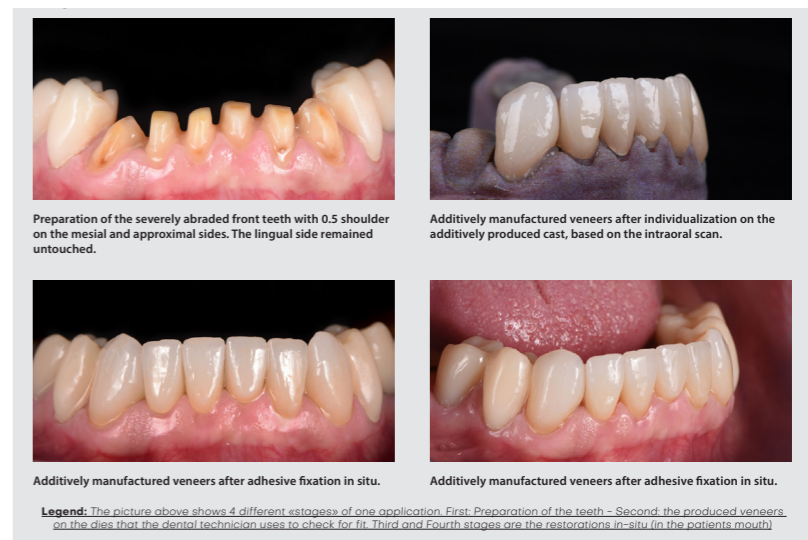 Preparation of the severely abraded front teeth with 0.5 shoulder
on the mesial and approximal sides. The lingual side remained
untouched.
Additively manufactured veneers after individualization on the
additively produced cast, based on the intraoral scan.
Additively manufactured veneers after adhesive fixation in situ.
Additively manufactured veneers after adhesive fixation in situ.
Legend: The picture above shows 4 different «stages» of one application. First: Preparation of the teeth – Second: the produced veneers
on the dies that the dental technician uses to check for fit. Third and Fourth stages are the restorations in-situ (in the patients mouth)